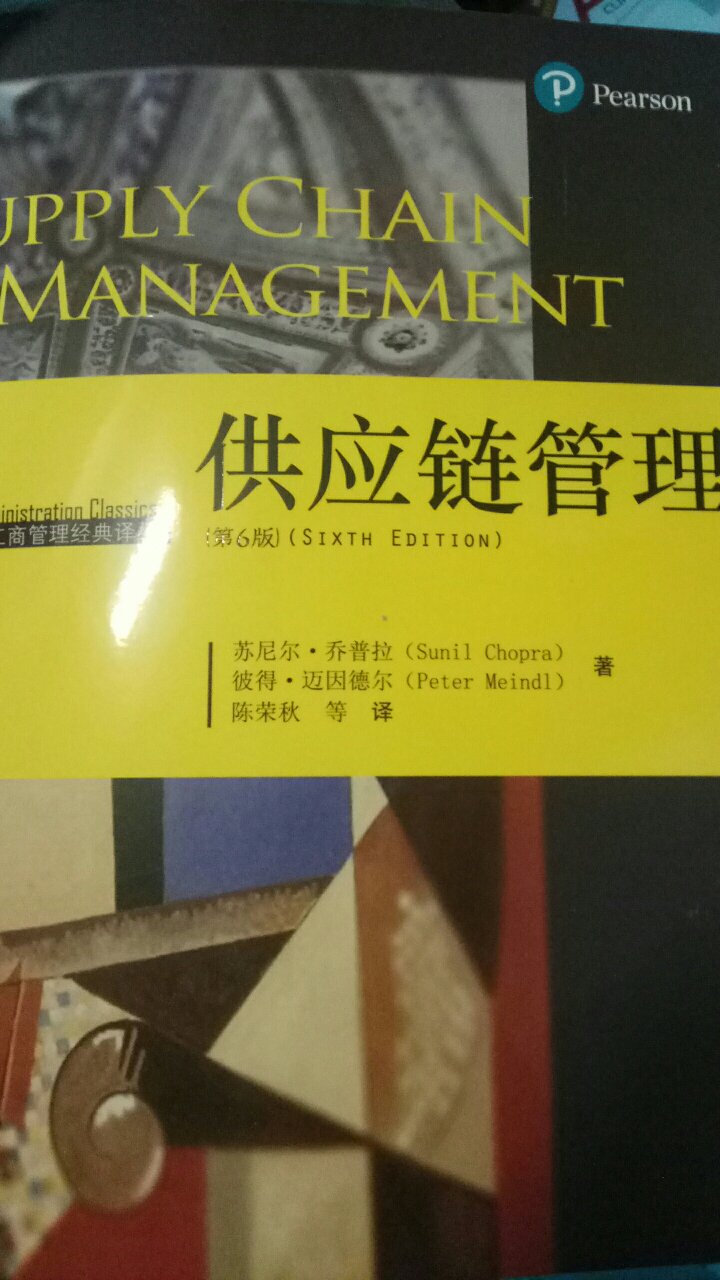 Pearson
UPPLY CHAIN
MANAGEMENT
供应链管理
inistration Classics
工商管理经典译丛
(第6版)(SIXTH EDITION)
苏尼尔·乔普拉(Sunil Chopra)
彼得·迈因德尔(Peter Meindl) 著
陈荣秋 等 译